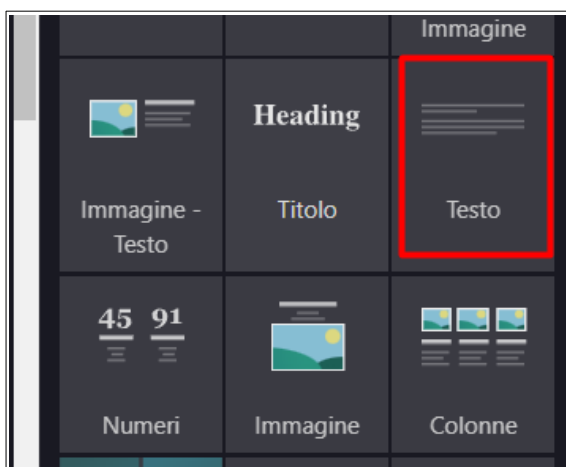 Immagine
Heading
Immagine -
Testo
Titolo
Testo
45 91
Numeri
Immagine
Colonne